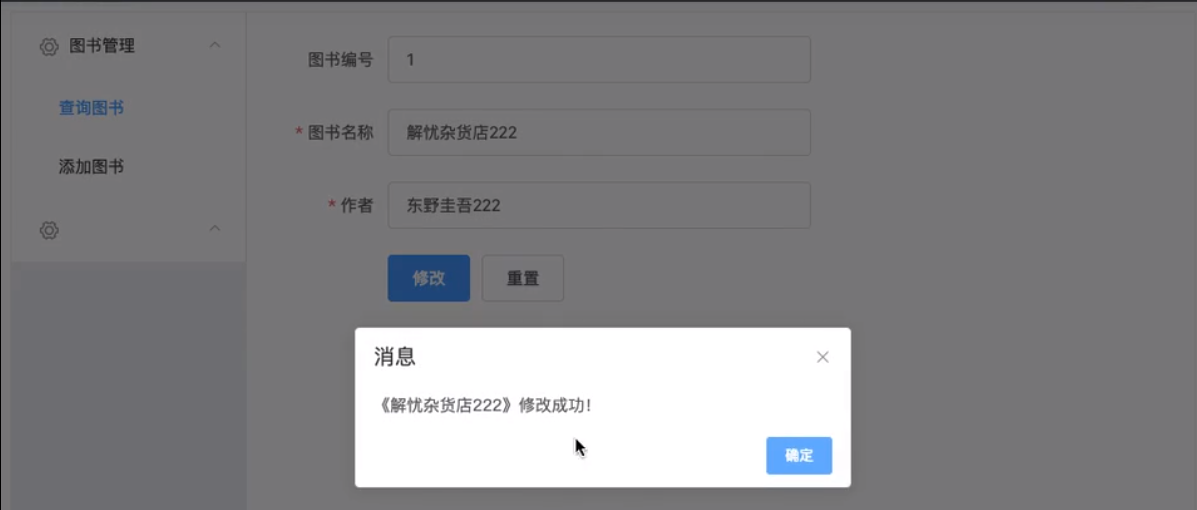 图书管理
查询图书
添加图书
图书编号 1
* 图书名称 解忧杂货店222
* 作者 东野圭吾222
修改 重置
消息
《解忧杂货店222》修改成功!
确定